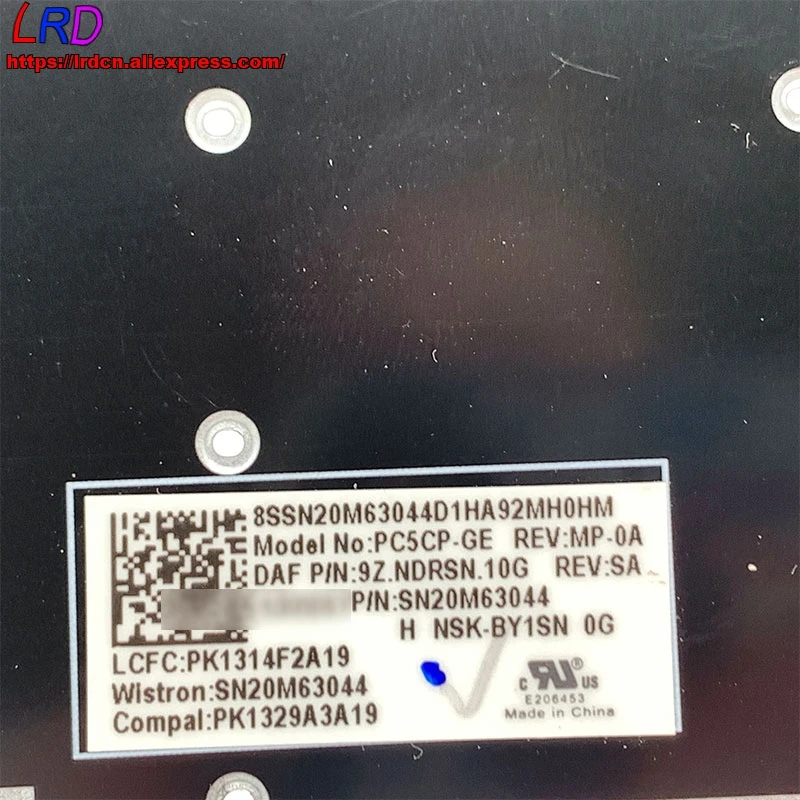 LRD
https://lrdcn.aliexpress.com/
8SSN20M63044D1HA92MH0HM
Model No:PC5CP-GE REV:MP-0A
DAF P/N:9Z.NDRSN.10G REV:SA
P/N:SN20M63044
H NSK-BY1SN 0G
LCFC:PK1314F2A19
Wistron:SN20M63044
Compal:PK1329A3A19
c RU® US
E206453
Made in China